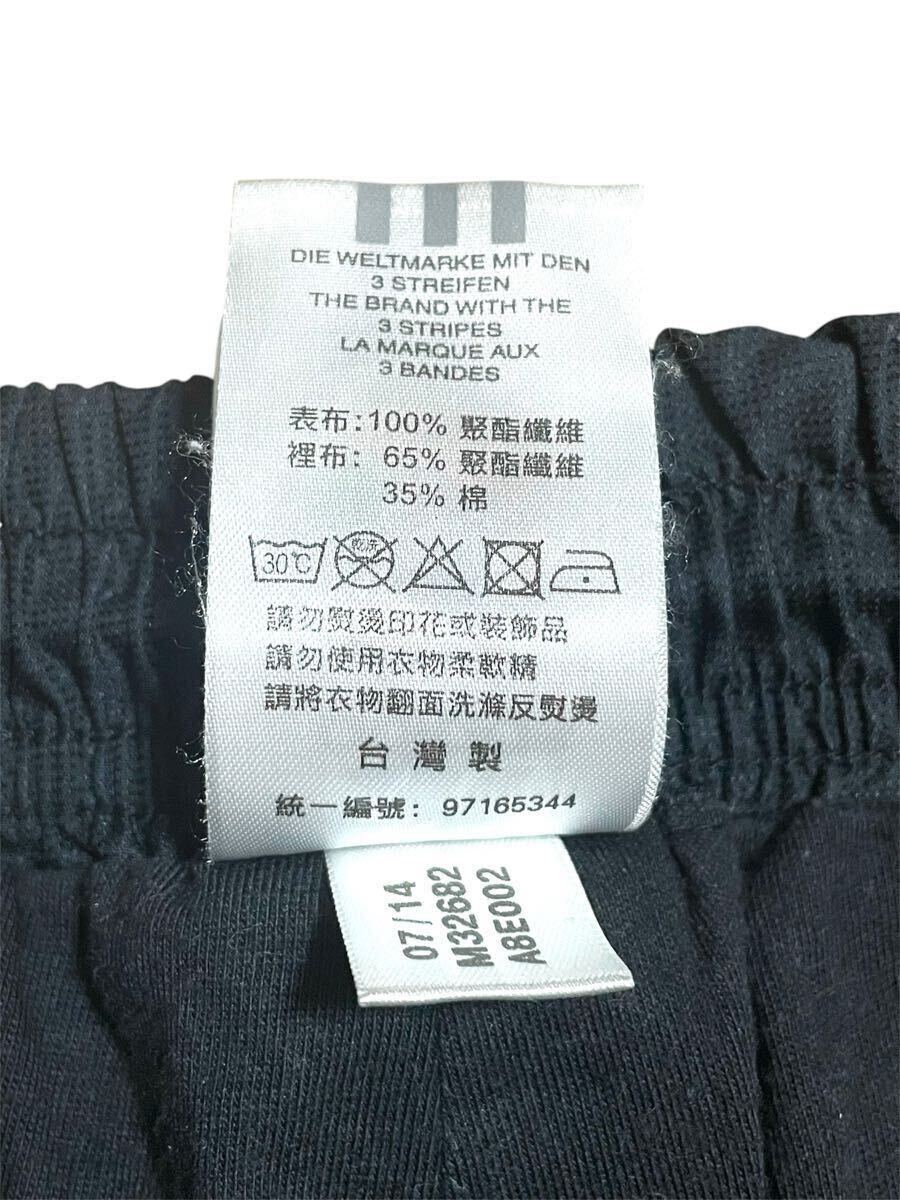 DIE WELTMARKE MIT DEN
3 STREIFEN
THE BRAND WITH THE
3 STRIPES
LA MARQUE AUX
3 BANDES
表布:100% 聚酯纖維
裡布: 65% 聚酯纖維
35% 棉
30℃ 乾洗
請勿熨燙印花或裝飾品
請勿使用衣物柔軟精
請將衣物翻面洗滌反熨燙
台灣製
統一編號: 97165344
07/14
M32682
A8E002